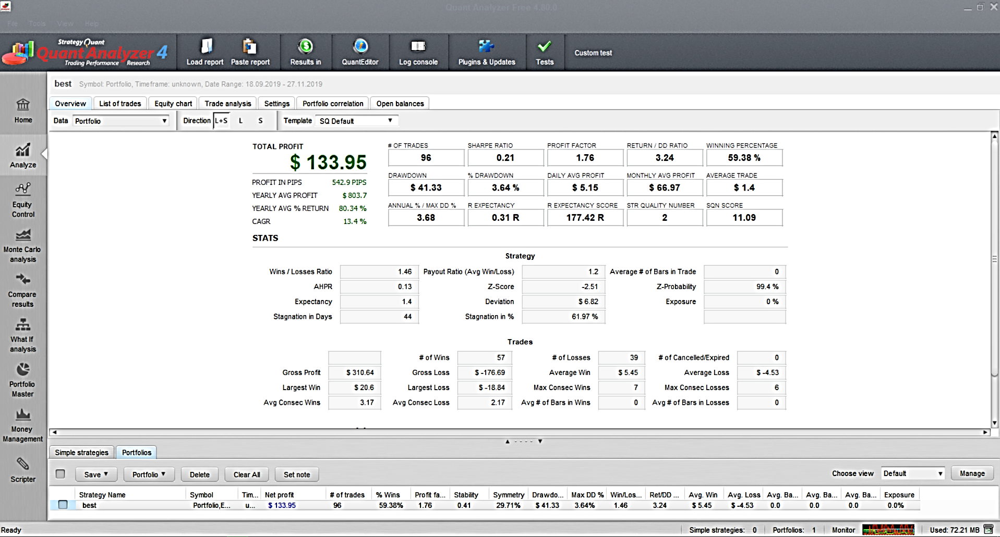 Quant Analyzer Free 4.80.0
File Tools View Help
StrategyQuant
Quant Analyzer 4
Trading Performance Research
Load report Paste report Results in QuantEditor Log console Plugins & Updates Tests Custom test
best Symbol: Portfolio, Timeframe: unknown, Date Range: 18.09.2019 - 27.11.2019
Overview List of trades Equity chart Trade analysis Settings Portfolio correlation Open balances
Data Portfolio Direction L+S L S Template SQ Default
Home
Analyze
Equity
Control
Monte Carlo
analysis
Compare
results
What If
analysis
Portfolio
Master
Money
Management
Scripter
TOTAL PROFIT
$ 133.95
PROFIT IN PIPS 542.9 PIPS
YEARLY AVG PROFIT $ 803.7
YEARLY AVG % RETURN 80.34 %
CAGR 13.4 %
# OF TRADES SHARPE RATIO PROFIT FACTOR RETURN / DD RATIO WINNING PERCENTAGE
96 0.21 1.76 3.24 59.38 %
DRAWDOWN % DRAWDOWN DAILY AVG PROFIT MONTHLY AVG PROFIT AVERAGE TRADE
$ 41.33 3.64 % $ 5.15 $ 66.97 $ 1.4
ANNUAL % / MAX DD % R EXPECTANCY R EXPECTANCY SCORE STR QUALITY NUMBER SQN SCORE
3.68 0.31 R 177.42 R 2 11.09
STATS
Strategy
Wins / Losses Ratio 1.46 Payout Ratio (Avg Win/Loss) 1.2 Average # of Bars in Trade 0
AHPR 0.13 Z-Score -2.51 Z-Probability 99.4 %
Expectancy 1.4 Deviation $ 6.82 Exposure 0 %
Stagnation in Days 44 Stagnation in % 61.97 %
Trades
# of Wins 57 # of Losses 39 # of Cancelled/Expired 0
Gross Profit $ 310.64 Gross Loss $ -176.69 Average Win $ 5.45 Average Loss $ -4.53
Largest Win $ 20.6 Largest Loss $ -18.84 Max Consec Wins 7 Max Consec Losses 6
Avg Consec Wins 3.17 Avg Consec Loss 2.17 Avg # of Bars in Wins 0 Avg # of Bars in Losses 0
Simple strategies Portfolios
Save Portfolio Delete Clear All Set note Choose view Default Manage
Strategy Name Symbol Tim... Net profit # of trades % Wins Profit fa... Stability Symmetry Drawdo... Max DD % Win/Los... Ret/DD ... Avg. Win Avg. Loss Avg. Ba... Avg. Ba... Avg. Ba... Exposure
best Portfolio,E... u... $ 133.95 96 59.38% 1.76 0.41 29.71% $ 41.33 3.64% 1.46 3.24 $ 5.45 $ -4.53 0.0 0.0 0.0 0.0%
Ready Simple strategies: 0 Portfolios: 1 Monitor Used: 72.21 MB